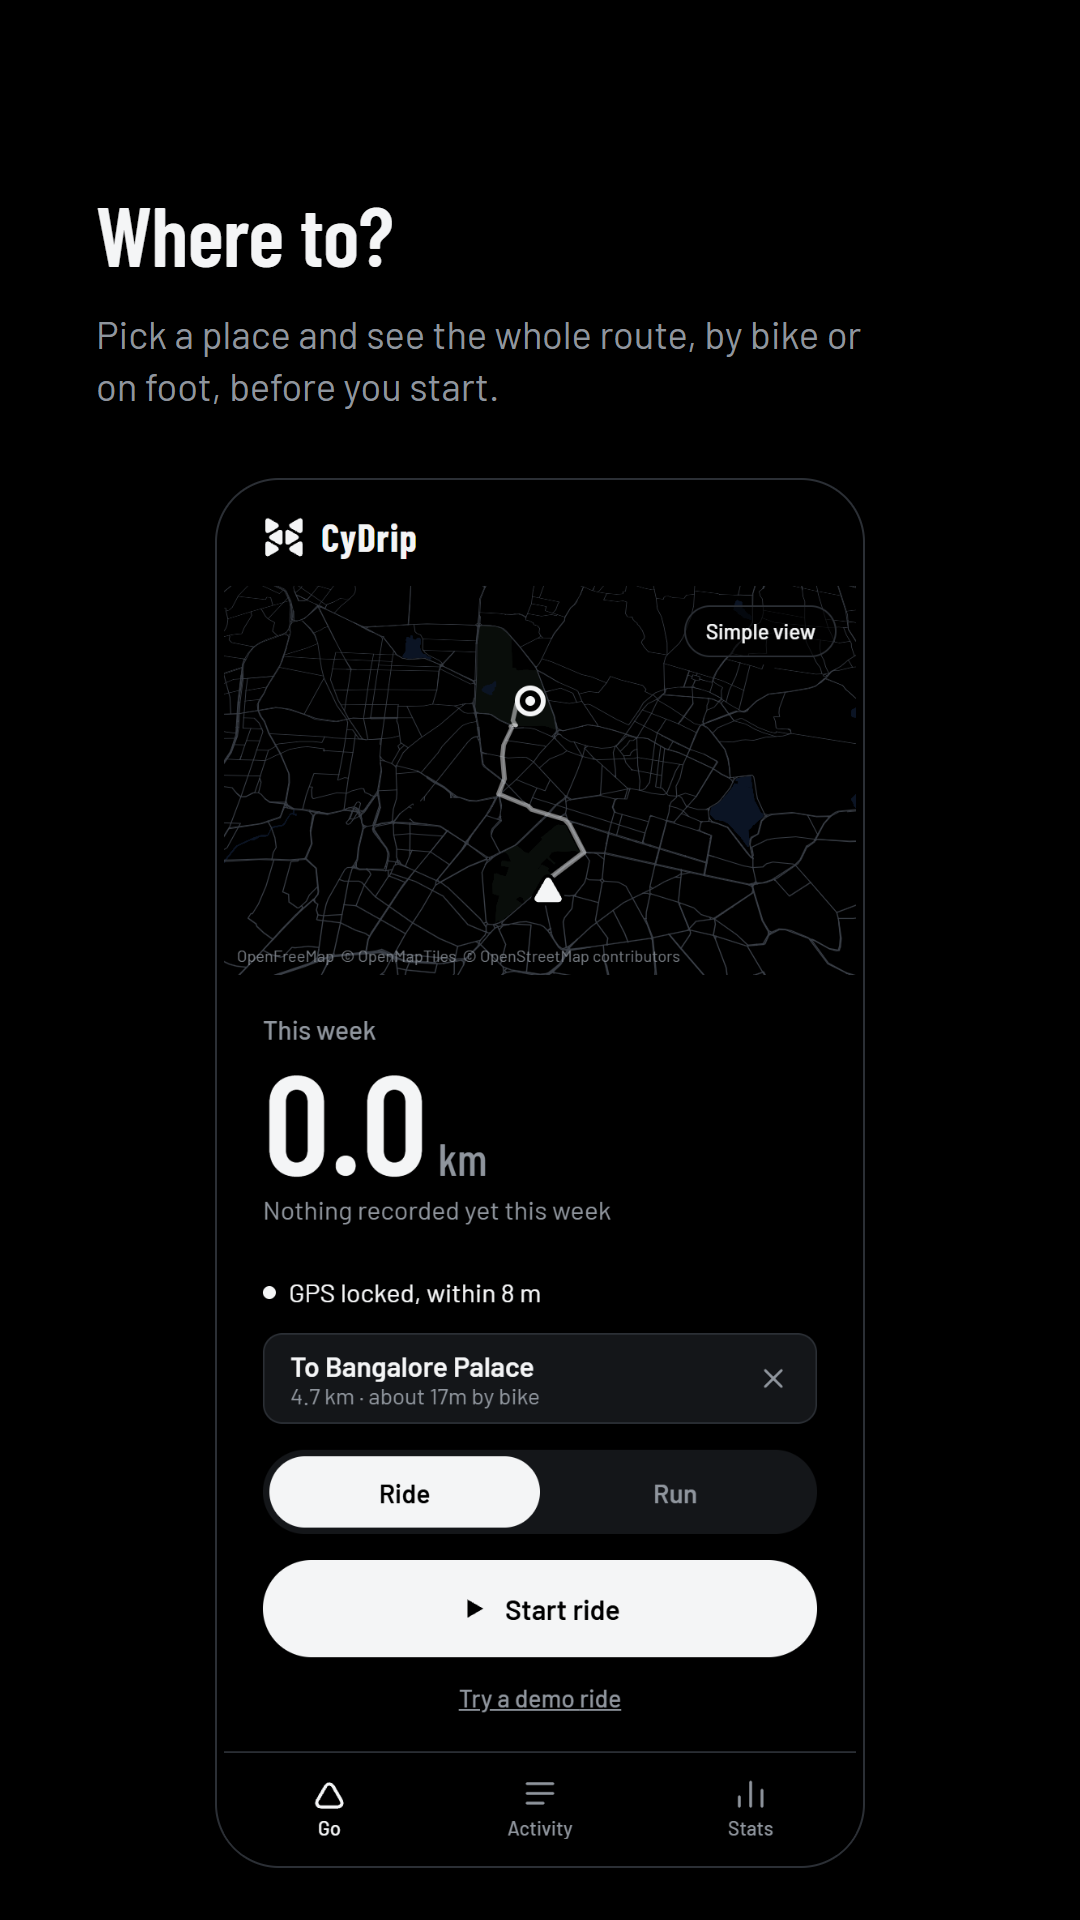 Where to?
Pick a place and see the whole route, by bike or
on foot, before you start.
CyDrip
Simple view
OpenFreeMap © OpenMapTiles © OpenStreetMap contributors
This week
0.0 km
Nothing recorded yet this week
GPS locked, within 8 m
To Bangalore Palace
4.7 km · about 17m by bike
Ride
Run
Start ride
Try a demo ride
Go
Activity
Stats